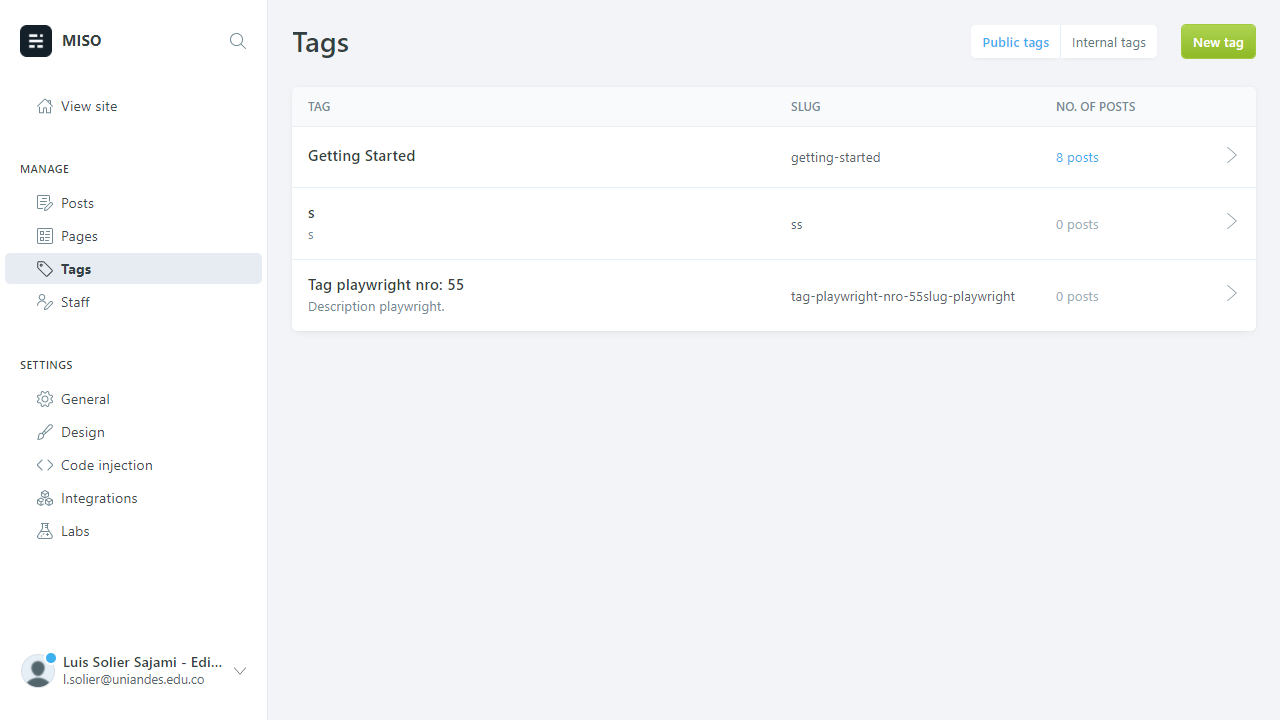 MISO
View site
MANAGE
Posts
Pages
Tags
Staff
SETTINGS
General
Design
Code injection
Integrations
Labs
Luis Solier Sajami - Edi...
l.solier@uniandes.edu.co
Tags
Public tags
Internal tags
New tag
TAG SLUG NO. OF POSTS
Getting Started getting-started 8 posts
s
s
ss 0 posts
Tag playwright nro: 55
Description playwright.
tag-playwright-nro-55slug-playwright 0 posts